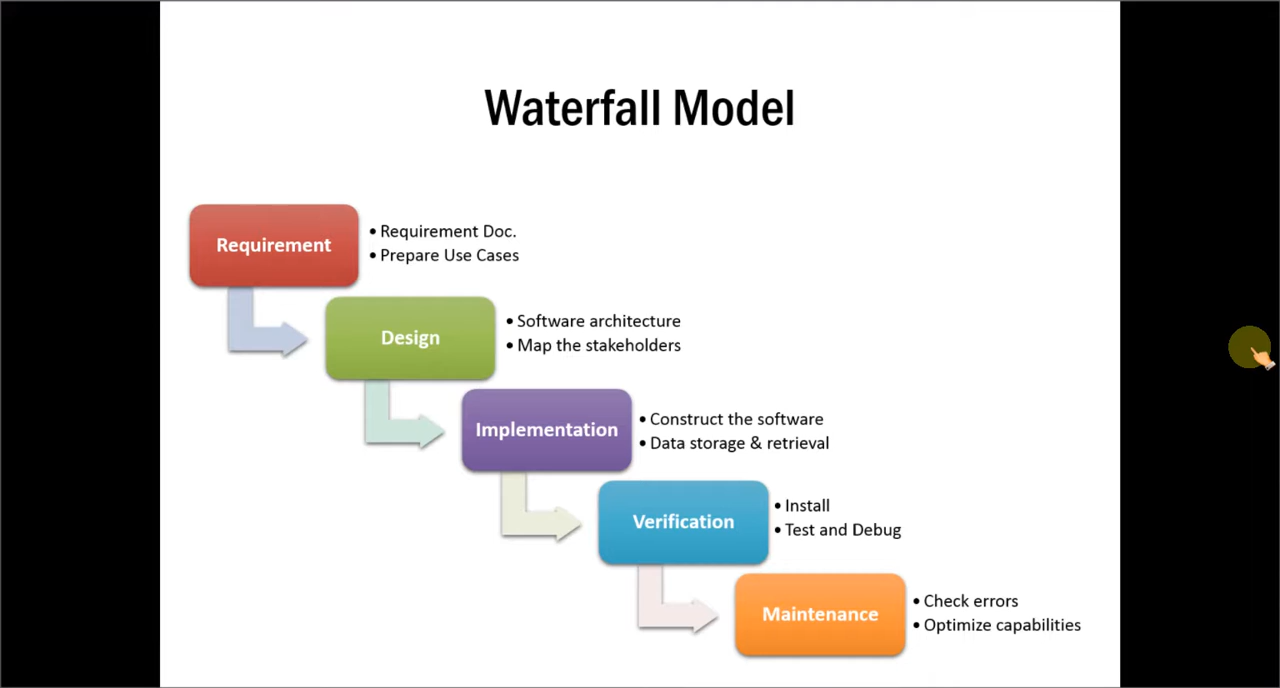 Waterfall Model
Requirement
• Requirement Doc.
• Prepare Use Cases
Design
• Software architecture
• Map the stakeholders
Implementation
• Construct the software
• Data storage & retrieval
Verification
• Install
• Test and Debug
Maintenance
• Check errors
• Optimize capabilities